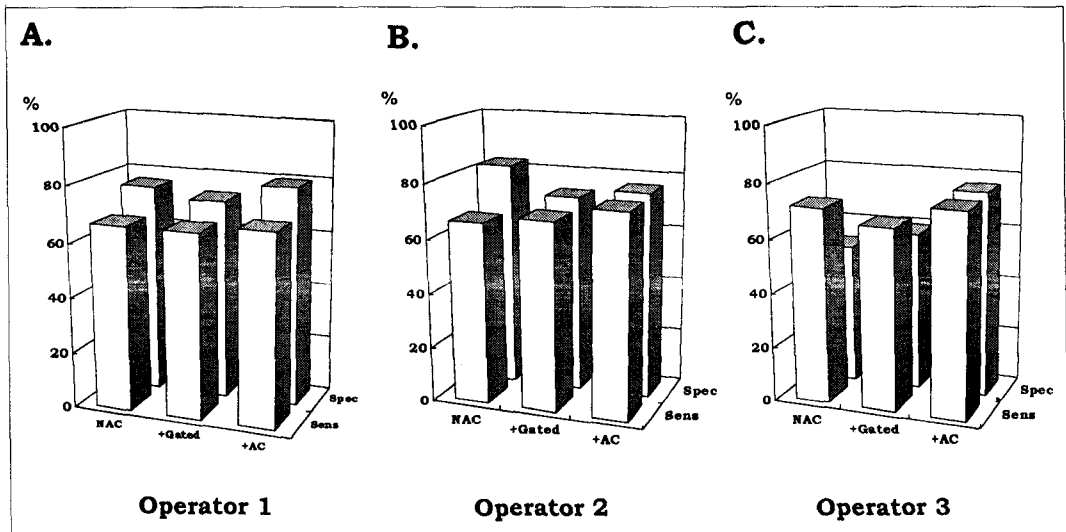 A.
B.
C.
%
100
80
60
40
20
0
NAC
+Gated
+AC
Sens
Spec
%
100
80
60
40
20
0
NAC
+Gated
+AC
Sens
Spec
%
100
80
60
40
20
0
NAC
+Gated
+AC
Sens
Spec
Operator 1
Operator 2
Operator 3